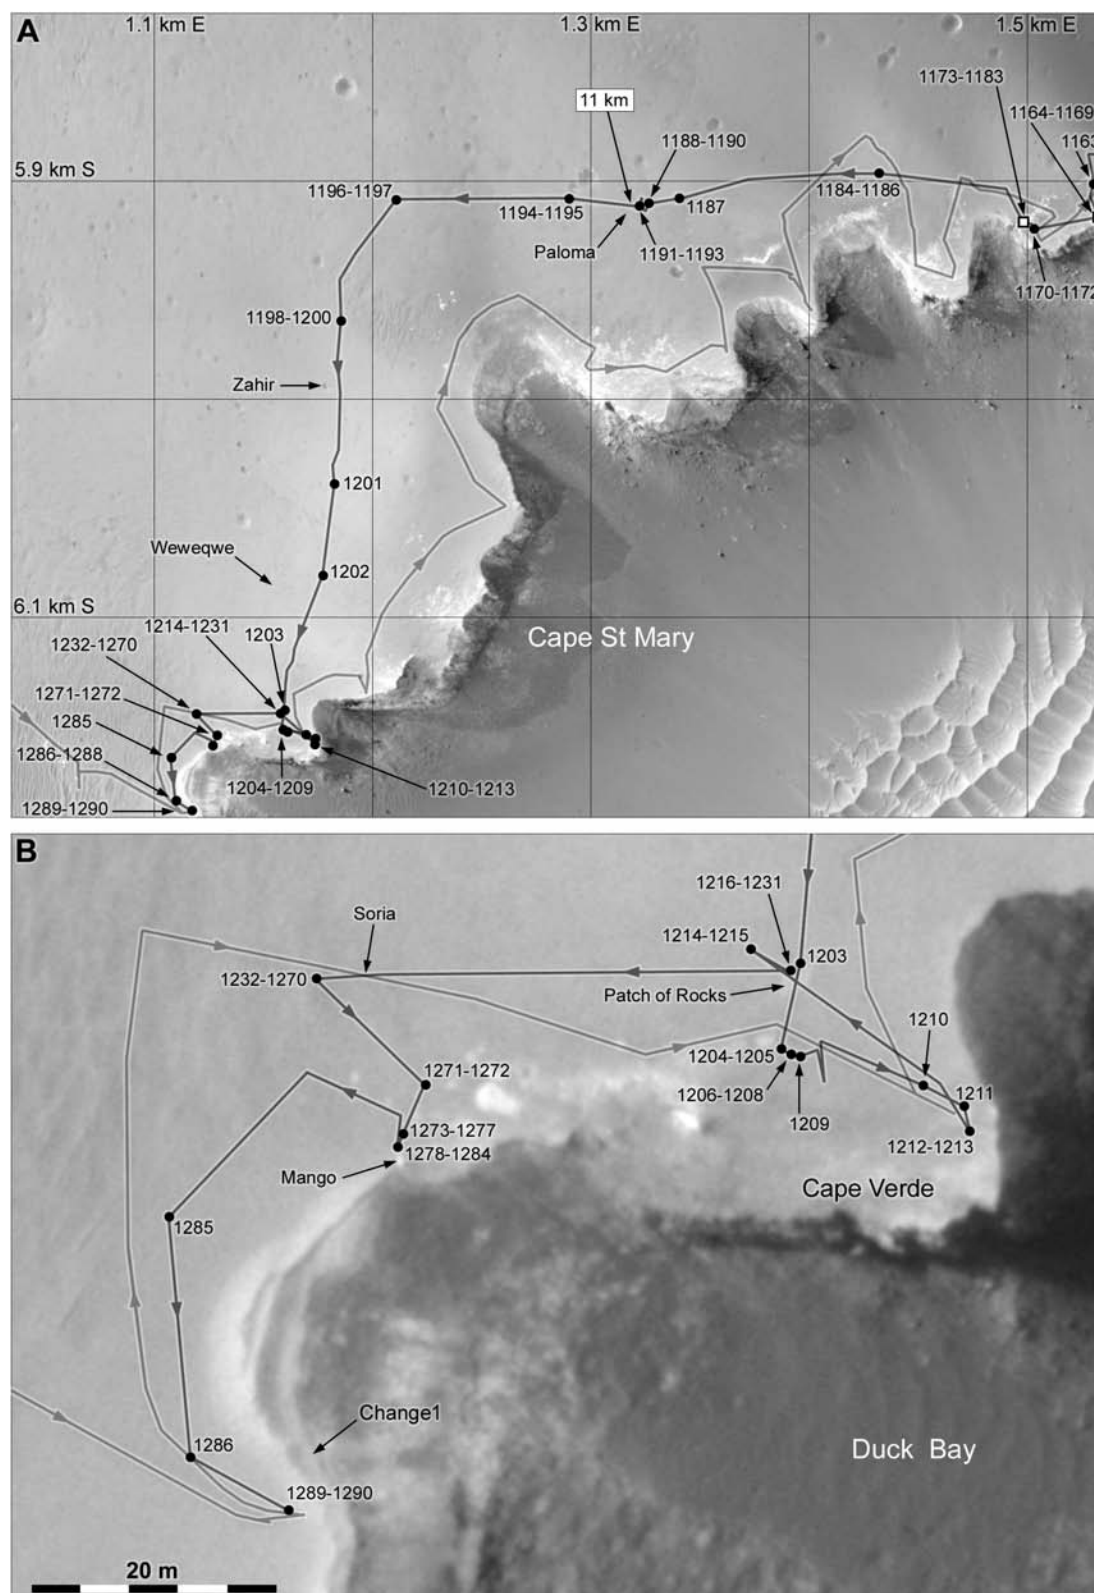 A
1.1 km E
1.3 km E
1.5 km E
1173-1183
11 km
1164-1169
1188-1190
1163
5.9 km S
1196-1197
1194-1195
1187
1184-1186
Paloma
1191-1193
1170-1172
1198-1200
Zahir
1201
Weweqwe
1202
6.1 km S
1214-1231
1203
Cape St Mary
1232-1270
1271-1272
1285
1286-1288
1204-1209
1210-1213
1289-1290
B
1216-1231
Soria
1214-1215
1203
1232-1270
Patch of Rocks
1210
1204-1205
1271-1272
1206-1208
1211
1209
1273-1277
1212-1213
1278-1284
Mango
Cape Verde
1285
Change1
1286
Duck Bay
1289-1290
20 m